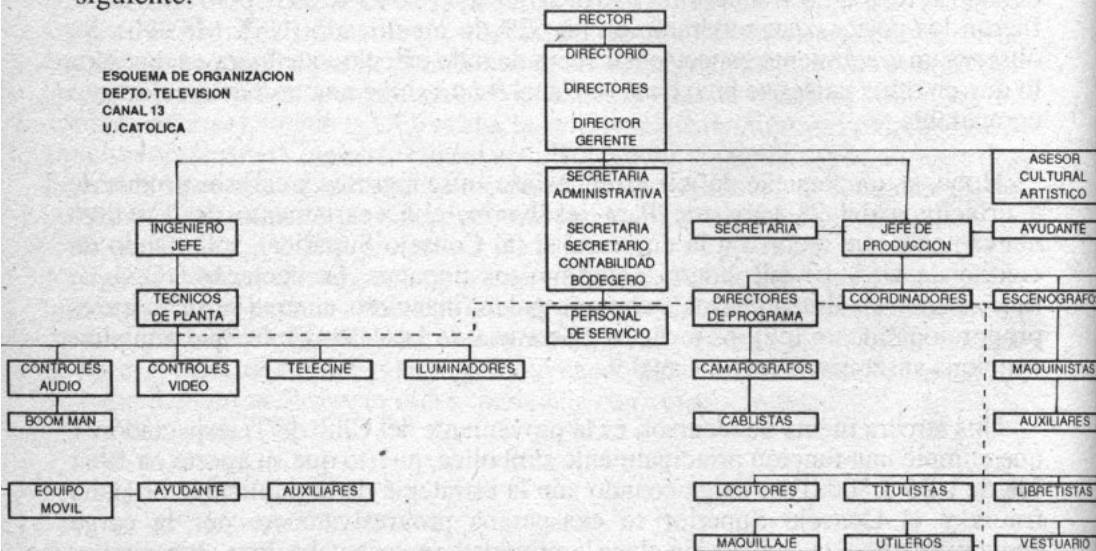 siguiente:
ESQUEMA DE ORGANIZACION
DEPTO. TELEVISION
CANAL 13
U. CATOLICA
RECTOR
DIRECTORIO
DIRECTORES
DIRECTOR
GERENTE
SECRETARIA
ADMINISTRATIVA
SECRETARIA
SECRETARIO
CONTABILIDAD
BODEGERO
PERSONAL
DE SERVICIO
ASESOR
CULTURAL
ARTISTICO
INGENIERO
JEFE
SECRETARIA
JEFE DE
PRODUCCION
AYUDANTE
TECNICOS
DE PLANTA
DIRECTORES
DE PROGRAMA
COORDINADORES
ESCENOGRAFO
CONTROLES
AUDIO
CONTROLES
VIDEO
TELECINE
ILUMINADORES
CAMAROGRAFOS
MAQUINISTAS
BOOM MAN
CABLISTAS
AUXILIARES
EQUIPO
MOVIL
AYUDANTE
AUXILIARES
LOCUTORES
TITULISTAS
LIBRETISTAS
MAQUILLAJE
UTILEROS
VESTUARIO